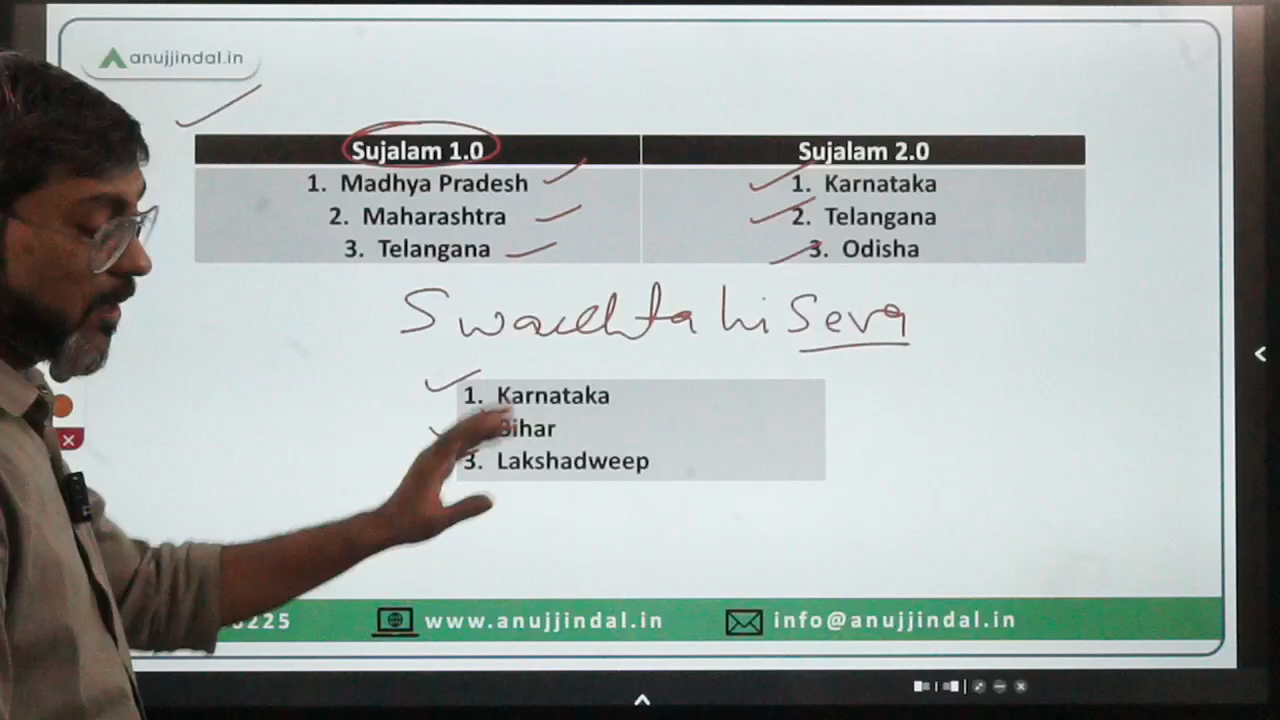 anujjindal.in
Sujalam 1.0
Sujalam 2.0
1. Madhya Pradesh
1. Karnataka
2. Maharashtra
2. Telangana
3. Telangana
3. Odisha
Swachhta hi Seva
1. Karnataka
Bihar
3. Lakshadweep
225
www.anujjindal.in
info@anujjindal.in